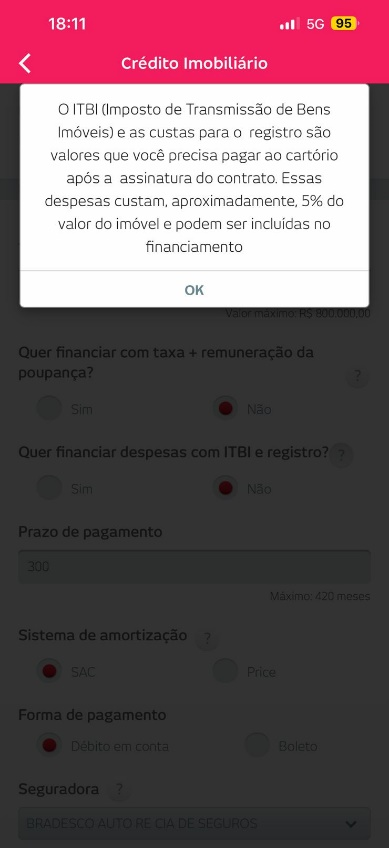 18:11
5G
95
Crédito Imobiliário
O ITBI (Imposto de Transmissão de Bens
Imóveis) e as custas para o registro são
valores que você precisa pagar ao cartório
após a assinatura do contrato. Essas
despesas custam, aproximadamente, 5% do
valor do imóvel e podem ser incluídas no
financiamento
OK
Valor máximo: R$ 800.000,00
Quer financiar com taxa + remuneração da
poupança?
?
Sim
Não
Quer financiar despesas com ITBI e registro?
?
Sim
Não
Prazo de pagamento
300
Máximo: 420 meses
Sistema de amortização
?
SAC
Price
Forma de pagamento
Débito em conta
Boleto
Seguradora
?
BRADESCO AUTO RE CIA DE SEGUROS